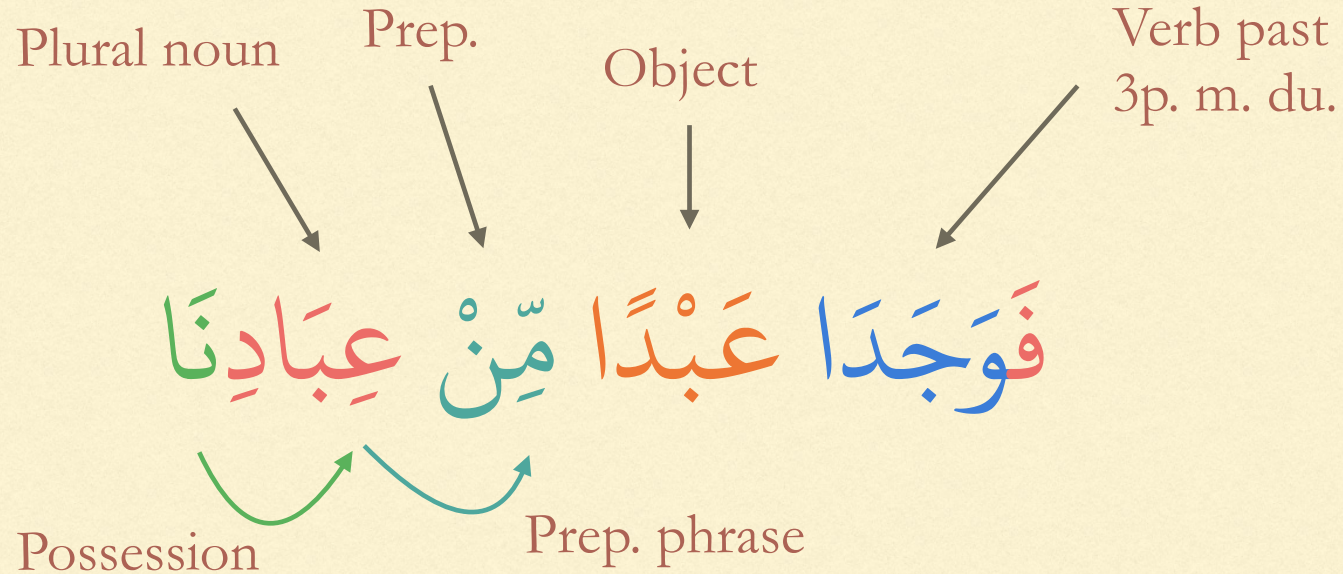 Plural noun
Prep.
Object
Verb past
3p. m. du.
فَوَجَدَا عَبْدًا مِّنْ عِبَادِنَا
Possession
Prep. phrase